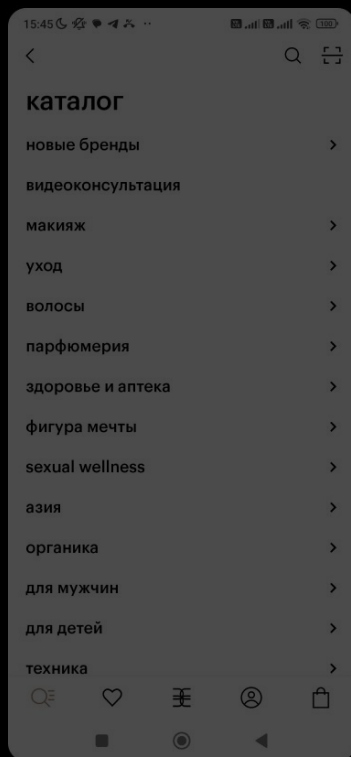 15:45
100
каталог
новые бренды
видеоконсультация
макияж
уход
волосы
парфюмерия
здоровье и аптека
фигура мечты
sexual wellness
азия
органика
для мужчин
для детей
техника